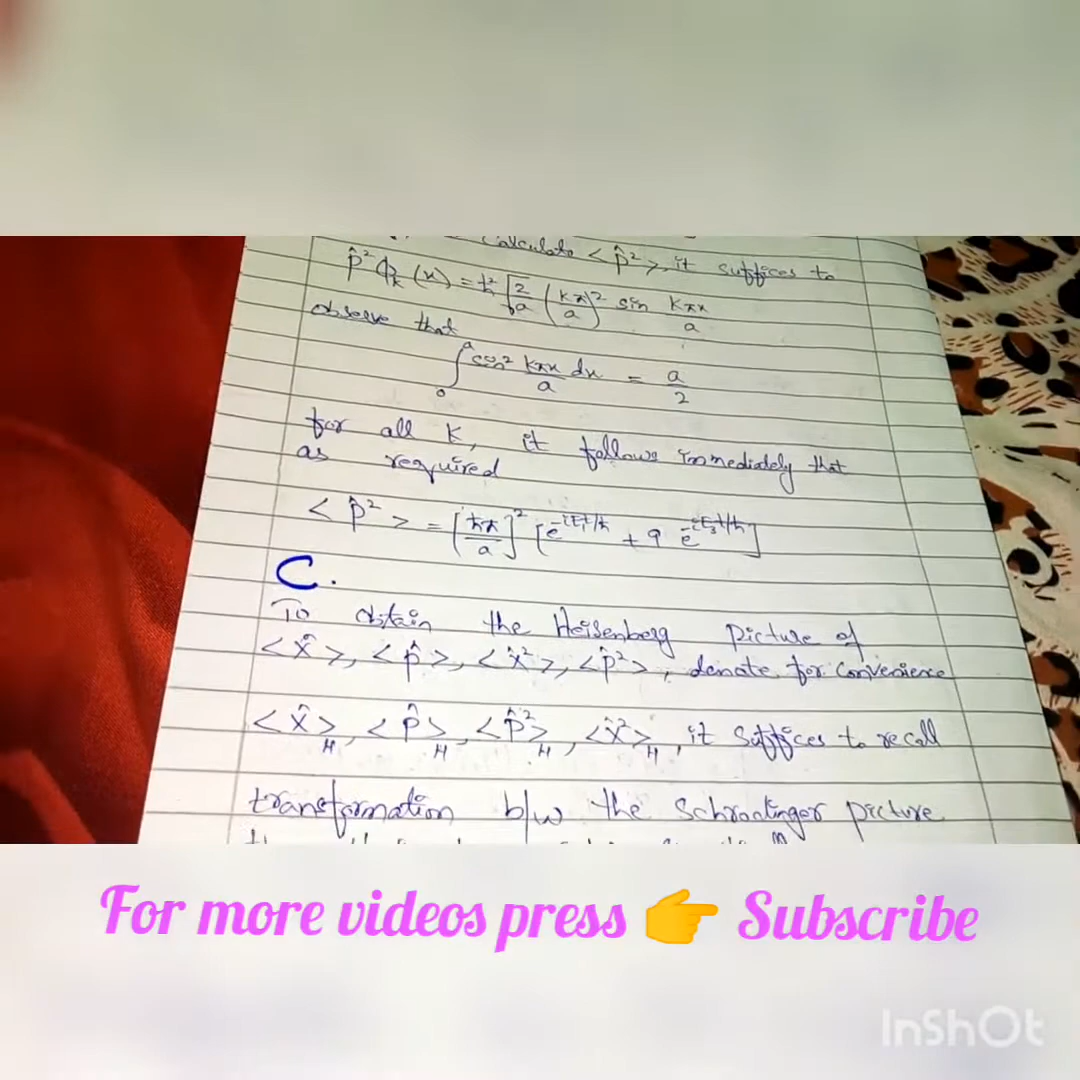 Calculate <p̂²>, it suffices to
p̂²Φₖ(x) = ħ² √(2/a) (kπ/a)² sin kπx/a
observe that
∫₀ᵃ sin² kπx/a dx = a/2
for all K, it follows immediately that
as required
<p̂²> = [ħπ/a]² [e^(-iE₁t/ħ) + 9 e^(-iE₃t/ħ)]
C.
To obtain the Heisenberg picture of
<x̂>, <p̂>, <x̂²>, <p̂²>, denote for convenience
<x̂>_H, <p̂>_H, <p̂²>_H, <x̂²>_H, it suffices to recall
transformation b/w the Schrodinger picture
For more videos press 👉 Subscribe
InShOt